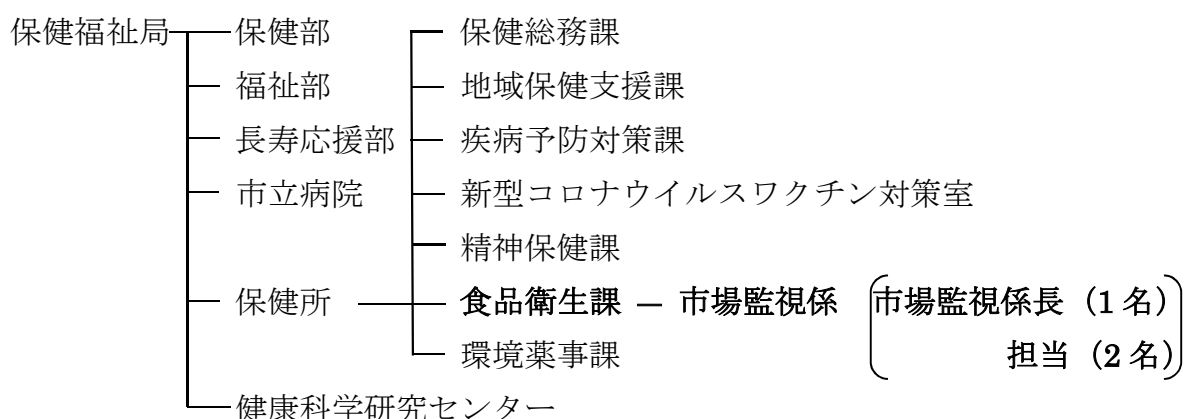 保健福祉局 保健部 保健総務課
福祉部 地域保健支援課
長寿応援部 疾病予防対策課
市立病院 新型コロナウイルスワクチン対策室
精神保健課
保健所 食品衛生課 ― 市場監視係 (市場監視係長(1名)
環境薬事課 担当(2名))
健康科学研究センター